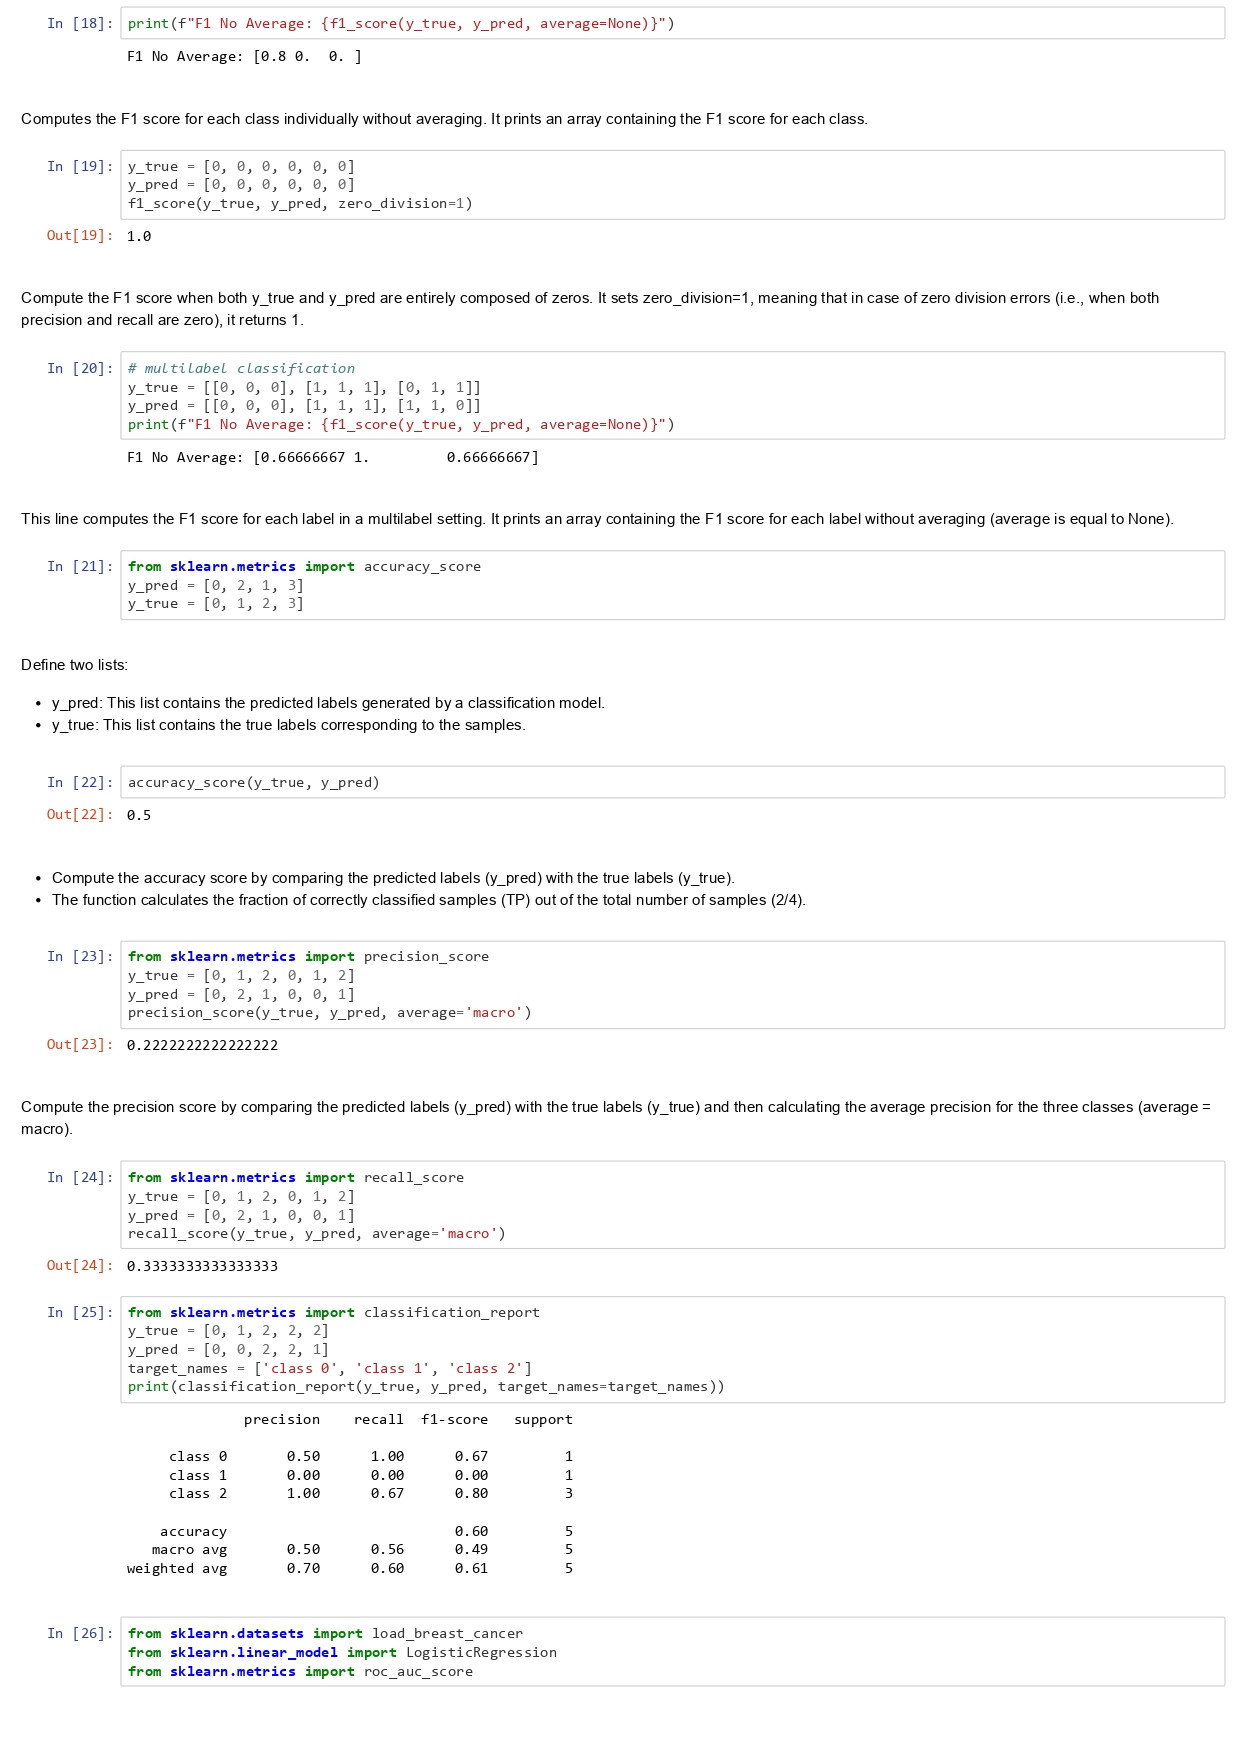 In [18]: print(f"F1 No Average: {f1_score(y_true, y_pred, average=None)}")
F1 No Average: [0.8 0.  0. ]
Computes the F1 score for each class individually without averaging. It prints an array containing the F1 score for each class.
In [19]: y_true = [0, 0, 0, 0, 0, 0]
y_pred = [0, 0, 0, 0, 0, 0]
f1_score(y_true, y_pred, zero_division=1)
Out[19]: 1.0
Compute the F1 score when both y_true and y_pred are entirely composed of zeros. It sets zero_division=1, meaning that in case of zero division errors (i.e., when both
precision and recall are zero), it returns 1.
In [20]: # multilabel classification
y_true = [[0, 0, 0], [1, 1, 1], [0, 1, 1]]
y_pred = [[0, 0, 0], [1, 1, 1], [1, 1, 0]]
print(f"F1 No Average: {f1_score(y_true, y_pred, average=None)}")
F1 No Average: [0.66666667 1.         0.66666667]
This line computes the F1 score for each label in a multilabel setting. It prints an array containing the F1 score for each label without averaging (average is equal to None).
In [21]: from sklearn.metrics import accuracy_score
y_pred = [0, 2, 1, 3]
y_true = [0, 1, 2, 3]
Define two lists:
• y_pred: This list contains the predicted labels generated by a classification model.
• y_true: This list contains the true labels corresponding to the samples.
In [22]: accuracy_score(y_true, y_pred)
Out[22]: 0.5
• Compute the accuracy score by comparing the predicted labels (y_pred) with the true labels (y_true).
• The function calculates the fraction of correctly classified samples (TP) out of the total number of samples (2/4).
In [23]: from sklearn.metrics import precision_score
y_true = [0, 1, 2, 0, 1, 2]
y_pred = [0, 2, 1, 0, 0, 1]
precision_score(y_true, y_pred, average='macro')
Out[23]: 0.2222222222222222
Compute the precision score by comparing the predicted labels (y_pred) with the true labels (y_true) and then calculating the average precision for the three classes (average =
macro).
In [24]: from sklearn.metrics import recall_score
y_true = [0, 1, 2, 0, 1, 2]
y_pred = [0, 2, 1, 0, 0, 1]
recall_score(y_true, y_pred, average='macro')
Out[24]: 0.3333333333333333
In [25]: from sklearn.metrics import classification_report
y_true = [0, 1, 2, 2, 2]
y_pred = [0, 0, 2, 2, 1]
target_names = ['class 0', 'class 1', 'class 2']
print(classification_report(y_true, y_pred, target_names=target_names))
precision    recall  f1-score   support
class 0       0.50      1.00      0.67         1
class 1       0.00      0.00      0.00         1
class 2       1.00      0.67      0.80         3
accuracy                           0.60         5
macro avg       0.50      0.56      0.49         5
weighted avg       0.70      0.60      0.61         5
In [26]: from sklearn.datasets import load_breast_cancer
from sklearn.linear_model import LogisticRegression
from sklearn.metrics import roc_auc_score